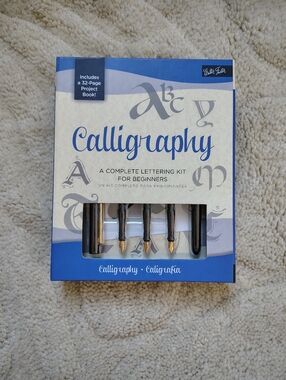 Includes
a 32-Page
Project
Book!
Walter Foster
ABC
y
Calligraphy
A COMPLETE LETTERING KIT
FOR BEGINNERS
UN KIT COMPLETO PARA PRINCIPIANTES
A
m
A
Calligraphy • Caligrafía